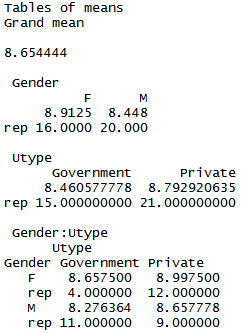 Tables of means
Grand mean
8.654444
Gender
F M
8.9125 8.448
rep 16.0000 20.000
Utype
Government Private
8.460577778 8.792920635
rep 15.000000000 21.000000000
Gender:Utype
Utype
Gender Government Private
F 8.657500 8.997500
rep 4.000000 12.000000
M 8.276364 8.657778
rep 11.000000 9.000000